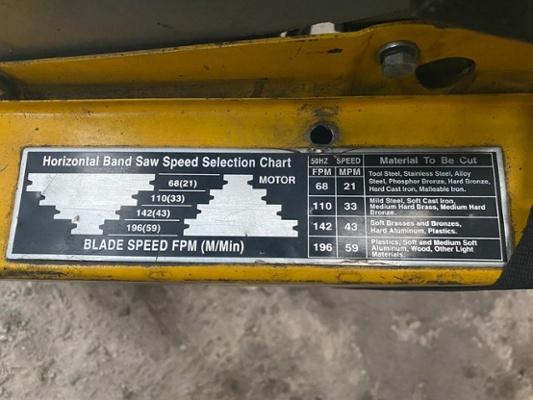 Horizontal Band Saw Speed Selection Chart
MOTOR
68(21)
110(33)
142(43)
196(59)
BLADE SPEED FPM (M/Min)
50HZ SPEED Material To Be Cut
FPM MPM
68 21 Tool Steel, Stainless Steel, Alloy
Steel, Phosphor Bronze, Hard Bronze,
Hard Cast Iron, Malleable Iron.
110 33 Mild Steel, Soft Cast Iron,
Medium Hard Brass, Medium Hard
Bronze.
142 43 Soft Brasses and Bronzes,
Hard Aluminum, Plastics.
196 59 Plastics, Soft and Medium Soft
Aluminum, Wood, Other Light
Materials.